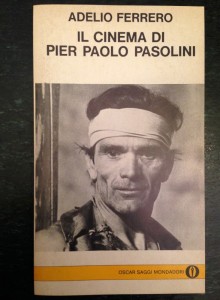 ADELIO FERRERO
IL CINEMA DI
PIER PAOLO PASOLINI
OSCAR SAGGI MONDADORI